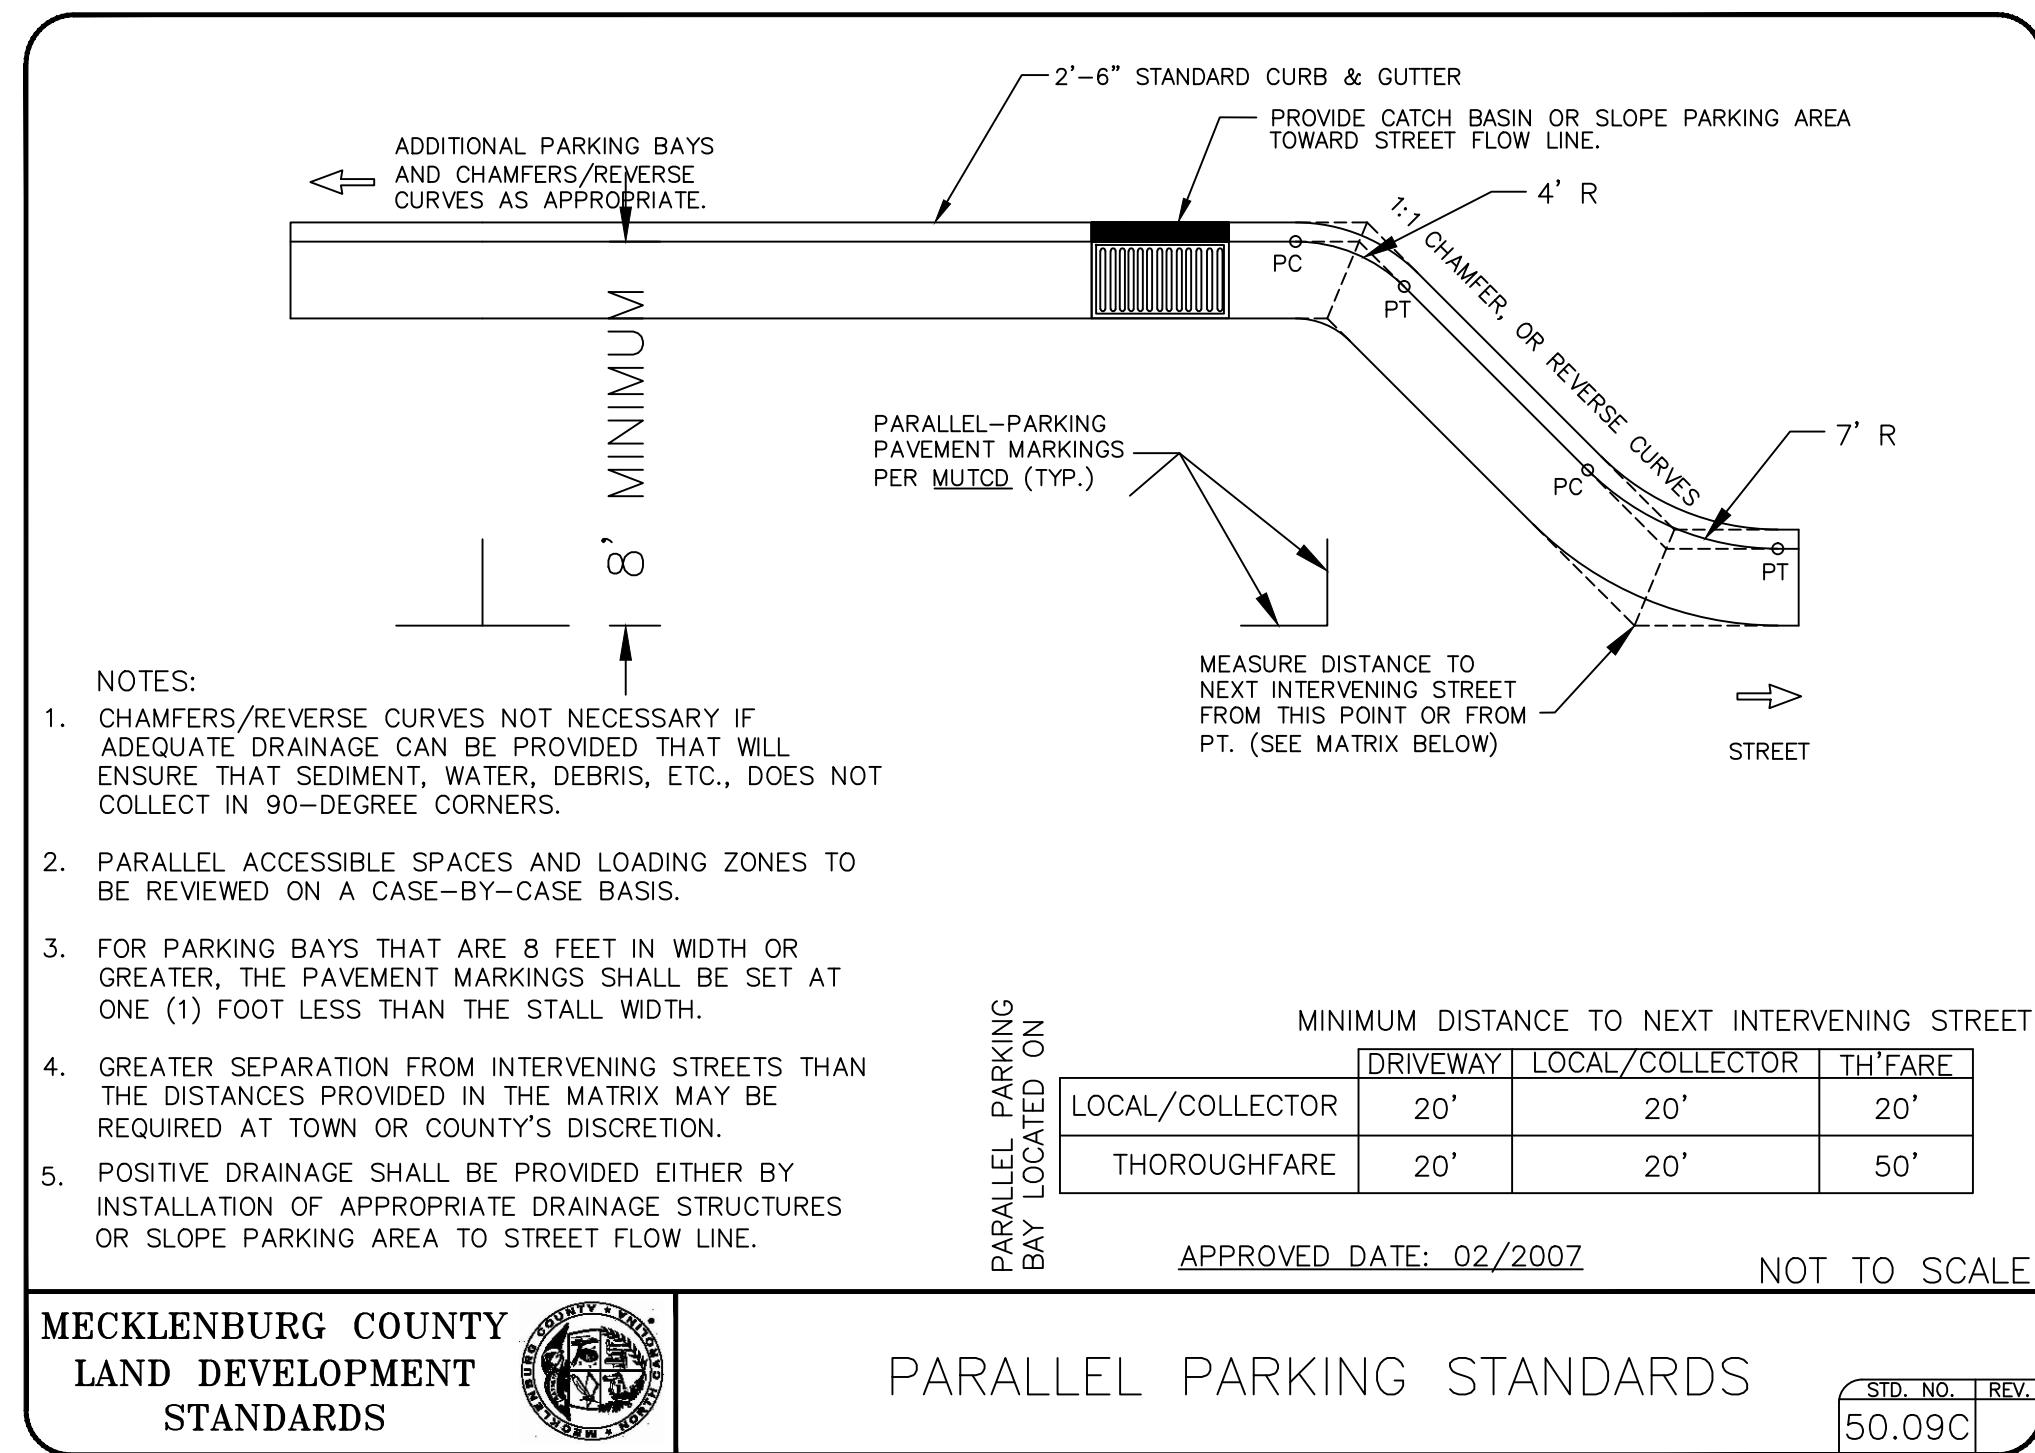 2'-6" STANDARD CURB & GUTTER
PROVIDE CATCH BASIN OR SLOPE PARKING AREA
TOWARD STREET FLOW LINE.
ADDITIONAL PARKING BAYS
AND CHAMFERS/REVERSE
CURVES AS APPROPRIATE.
4' R
1:1 CHAMFER, OR REVERSE CURVES
PC
PT
8' MINIMUM
PARALLEL-PARKING
PAVEMENT MARKINGS
PER MUTCD (TYP.)
7' R
PC
PT
MEASURE DISTANCE TO
NEXT INTERVENING STREET
FROM THIS POINT OR FROM
PT. (SEE MATRIX BELOW)
STREET
NOTES:
1. CHAMFERS/REVERSE CURVES NOT NECESSARY IF
ADEQUATE DRAINAGE CAN BE PROVIDED THAT WILL
ENSURE THAT SEDIMENT, WATER, DEBRIS, ETC., DOES NOT
COLLECT IN 90-DEGREE CORNERS.
2. PARALLEL ACCESSIBLE SPACES AND LOADING ZONES TO
BE REVIEWED ON A CASE-BY-CASE BASIS.
3. FOR PARKING BAYS THAT ARE 8 FEET IN WIDTH OR
GREATER, THE PAVEMENT MARKINGS SHALL BE SET AT
ONE (1) FOOT LESS THAN THE STALL WIDTH.
4. GREATER SEPARATION FROM INTERVENING STREETS THAN
THE DISTANCES PROVIDED IN THE MATRIX MAY BE
REQUIRED AT TOWN OR COUNTY'S DISCRETION.
5. POSITIVE DRAINAGE SHALL BE PROVIDED EITHER BY
INSTALLATION OF APPROPRIATE DRAINAGE STRUCTURES
OR SLOPE PARKING AREA TO STREET FLOW LINE.
PARALLEL PARKING
BAY LOCATED ON
MINIMUM DISTANCE TO NEXT INTERVENING STREET
DRIVEWAY LOCAL/COLLECTOR TH'FARE
LOCAL/COLLECTOR 20' 20' 20'
THOROUGHFARE 20' 20' 50'
APPROVED DATE: 02/2007
NOT TO SCALE
MECKLENBURG COUNTY
LAND DEVELOPMENT
STANDARDS
MECKLENBURG COUNTY ★ NORTH CAROLINA ★
PARALLEL PARKING STANDARDS
STD. NO. REV.
50.09C